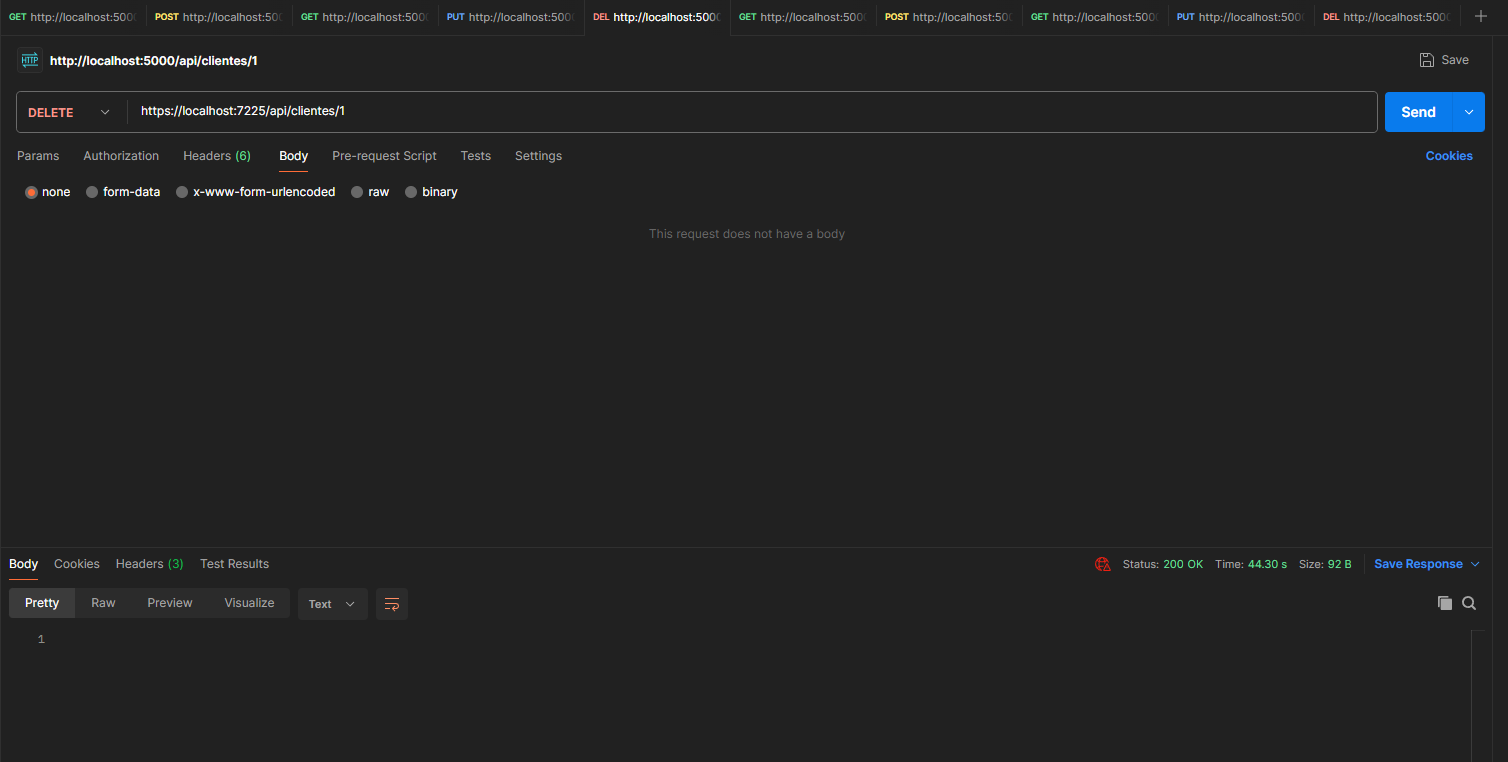 GET http://localhost:500 POST http://localhost:500 GET http://localhost:500 PUT http://localhost:500 DEL http://localhost:500 GET http://localhost:500 POST http://localhost:500 GET http://localhost:500 PUT http://localhost:500 DEL http://localhost:500
HTTP http://localhost:5000/api/clientes/1 Save
DELETE https://localhost:7225/api/clientes/1 Send
Params Authorization Headers (6) Body Pre-request Script Tests Settings Cookies
none form-data x-www-form-urlencoded raw binary
This request does not have a body
Body Cookies Headers (3) Test Results Status: 200 OK Time: 44.30 s Size: 92 B Save Response
Pretty Raw Preview Visualize Text
1